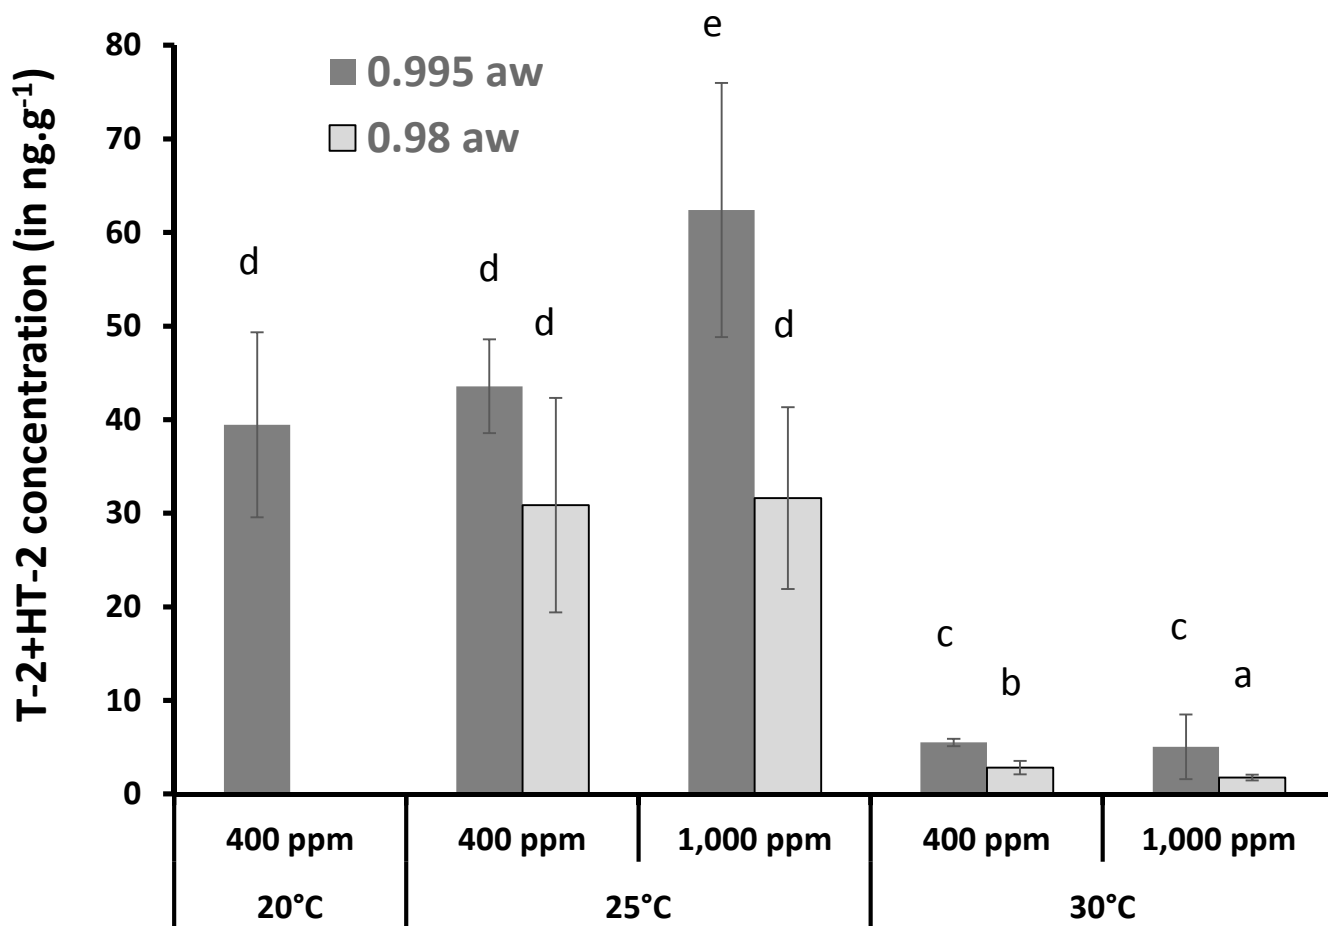 T-2+HT-2 concentration (in ng.g⁻¹)
80
70
60
50
40
30
20
10
0
0.995 aw
0.98 aw
d
d
d
e
d
c
b
c
a
400 ppm
400 ppm
1,000 ppm
400 ppm
1,000 ppm
20°C
25°C
30°C